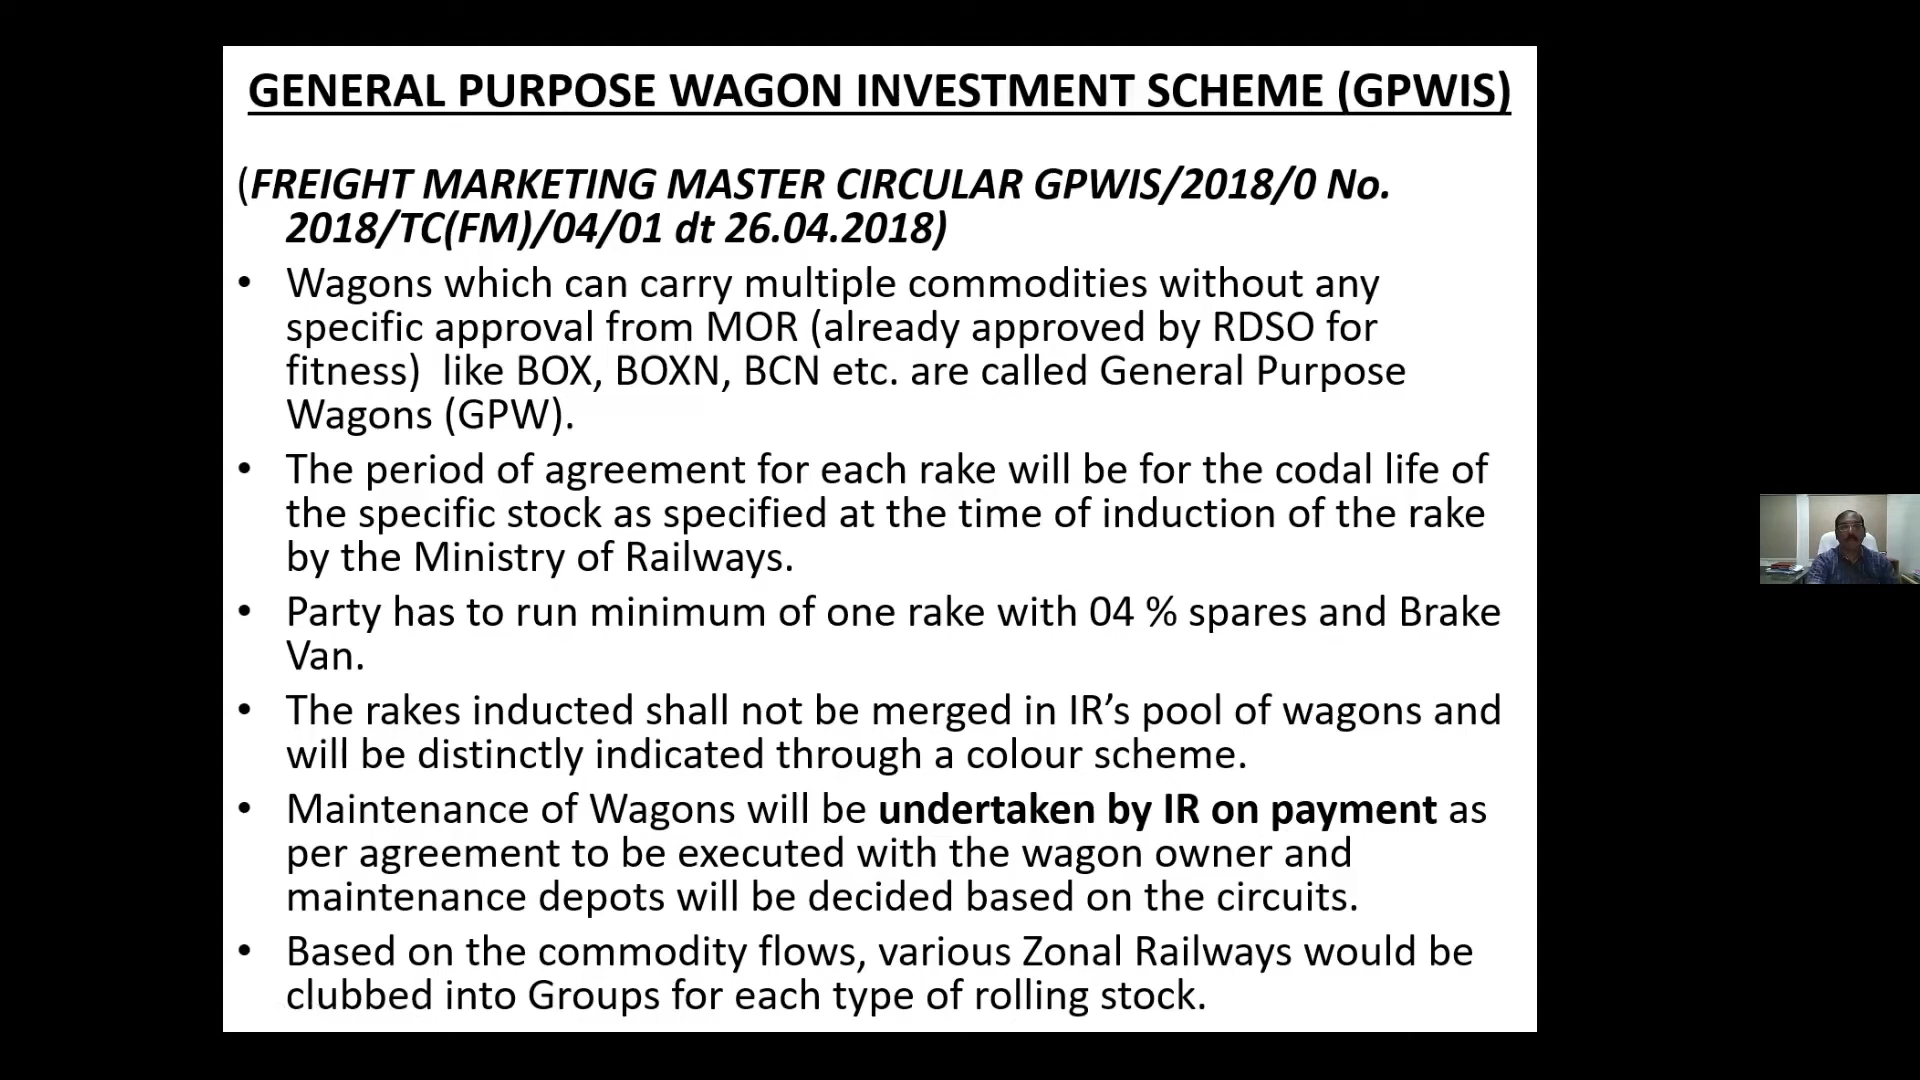 GENERAL PURPOSE WAGON INVESTMENT SCHEME (GPWIS)
(FREIGHT MARKETING MASTER CIRCULAR GPWIS/2018/0 No.
2018/TC(FM)/04/01 dt 26.04.2018)
• Wagons which can carry multiple commodities without any
specific approval from MOR (already approved by RDSO for
fitness)  like BOX, BOXN, BCN etc. are called General Purpose
Wagons (GPW).
• The period of agreement for each rake will be for the codal life of
the specific stock as specified at the time of induction of the rake
by the Ministry of Railways.
• Party has to run minimum of one rake with 04 % spares and Brake
Van.
• The rakes inducted shall not be merged in IR’s pool of wagons and
will be distinctly indicated through a colour scheme.
• Maintenance of Wagons will be undertaken by IR on payment as
per agreement to be executed with the wagon owner and
maintenance depots will be decided based on the circuits.
• Based on the commodity flows, various Zonal Railways would be
clubbed into Groups for each type of rolling stock.